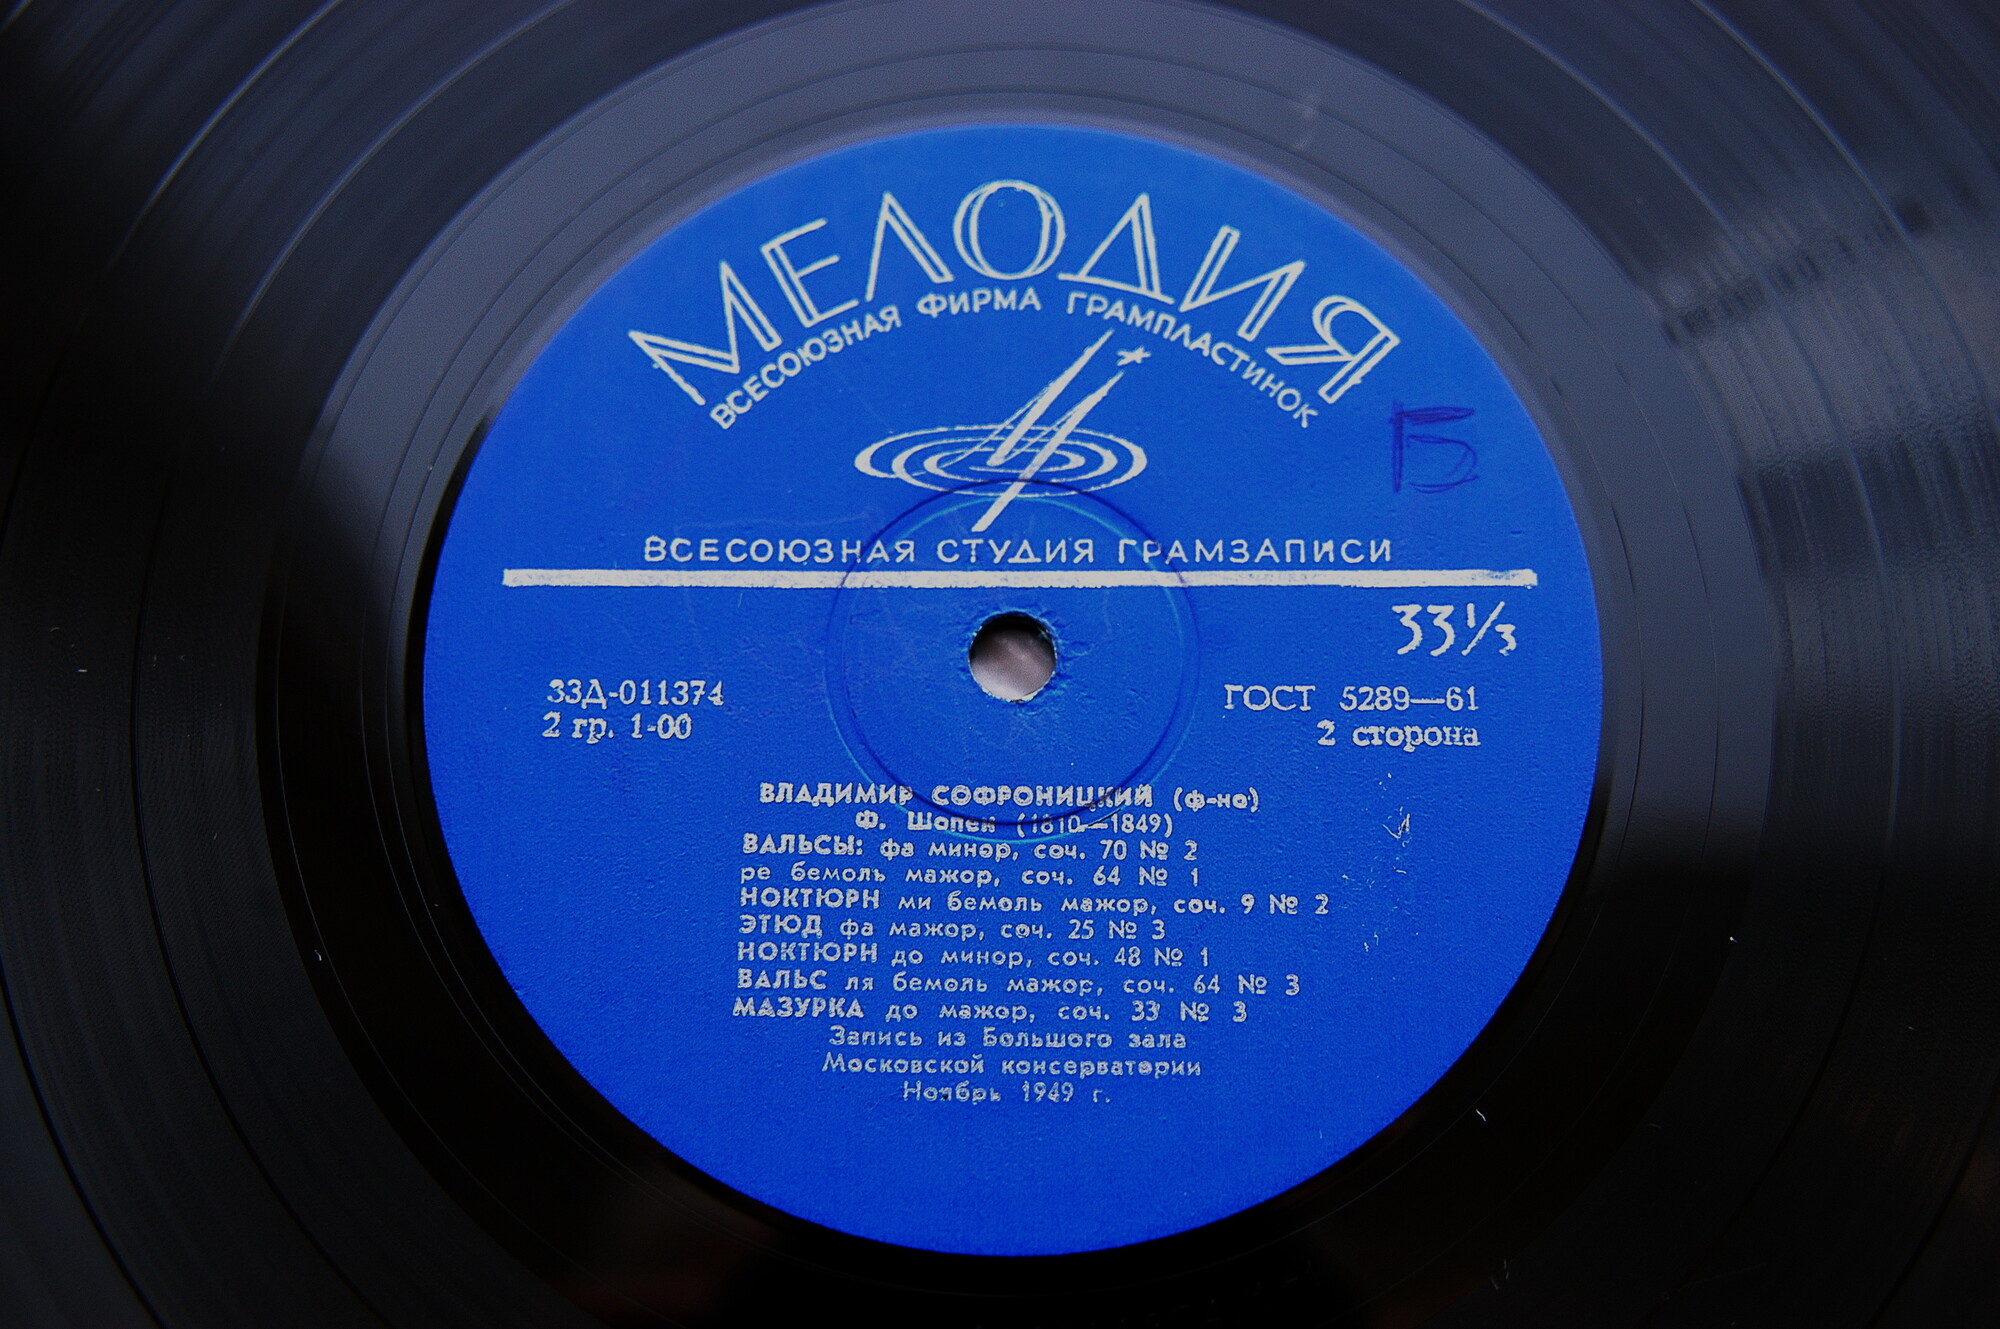 МЕЛОДИЯ
ВСЕСОЮЗНАЯ ФИРМА ГРАМПЛАСТИНОК
Б
ВСЕСОЮЗНАЯ СТУДИЯ ГРАМЗАПИСИ
33⅓
33Д-011374
2 гр. 1-00
ГОСТ 5289—61
2 сторона
ВЛАДИМИР СОФРОНИЦКИЙ (ф-но)
Ф. Шопен (1810—1849)
ВАЛЬСЫ: фа минор, соч. 70 № 2
ре бемоль мажор, соч. 64 № 1
НОКТЮРН ми бемоль мажор, соч. 9 № 2
ЭТЮД фа мажор, соч. 25 № 3
НОКТЮРН до минор, соч. 48 № 1
ВАЛЬС ля бемоль мажор, соч. 64 № 3
МАЗУРКА до мажор, соч. 33 № 3
Запись из Большого зала
Московской консерватории
Ноябрь 1949 г.